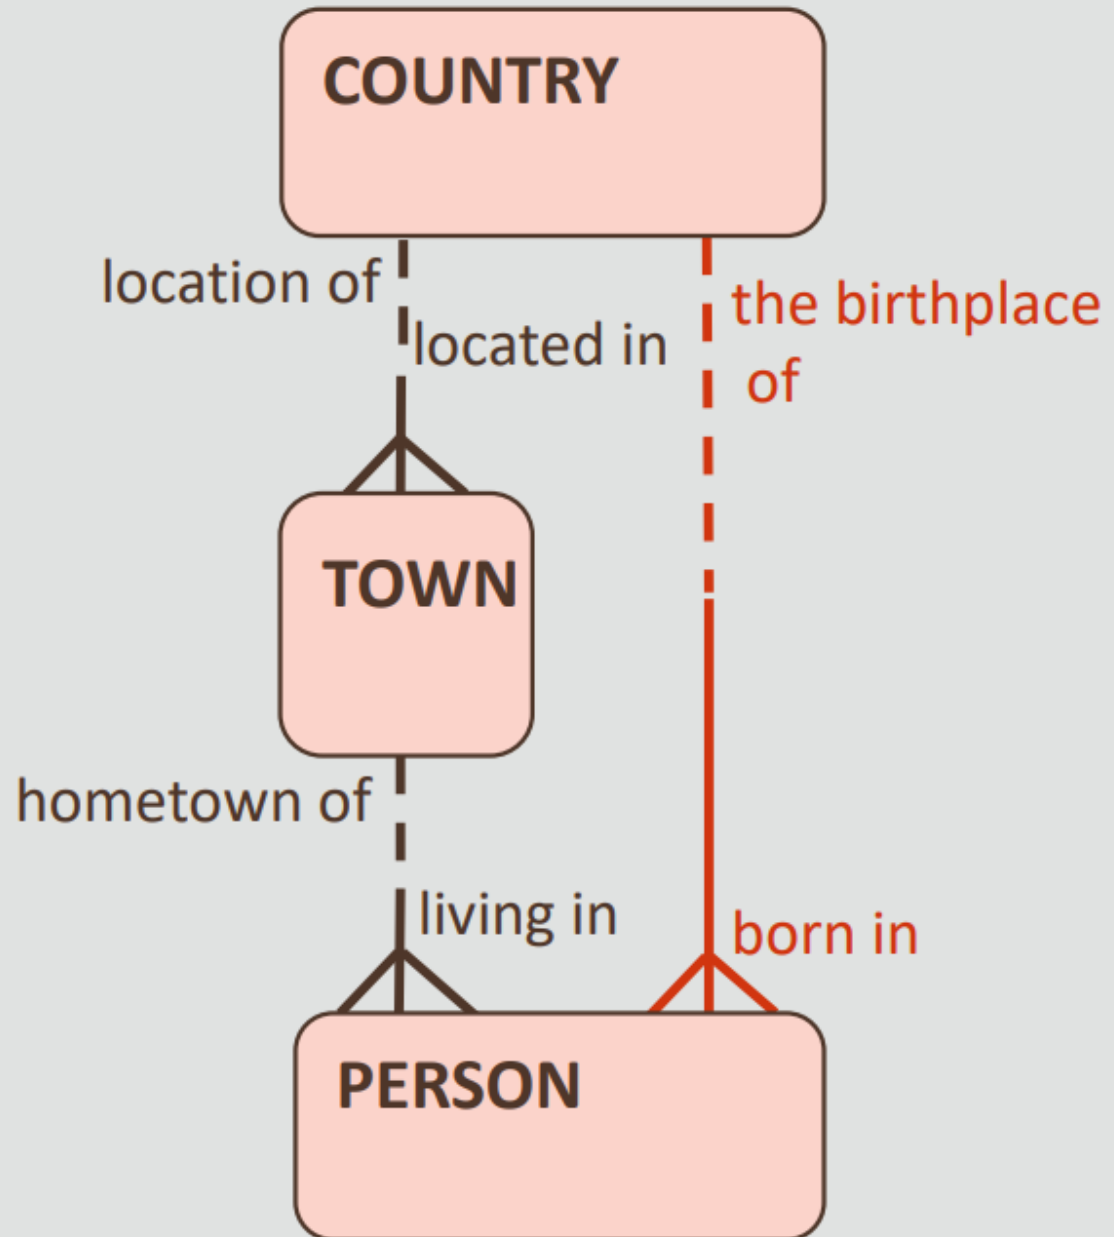 COUNTRY
location of
located in
the birthplace
of
TOWN
hometown of
living in
born in
PERSON